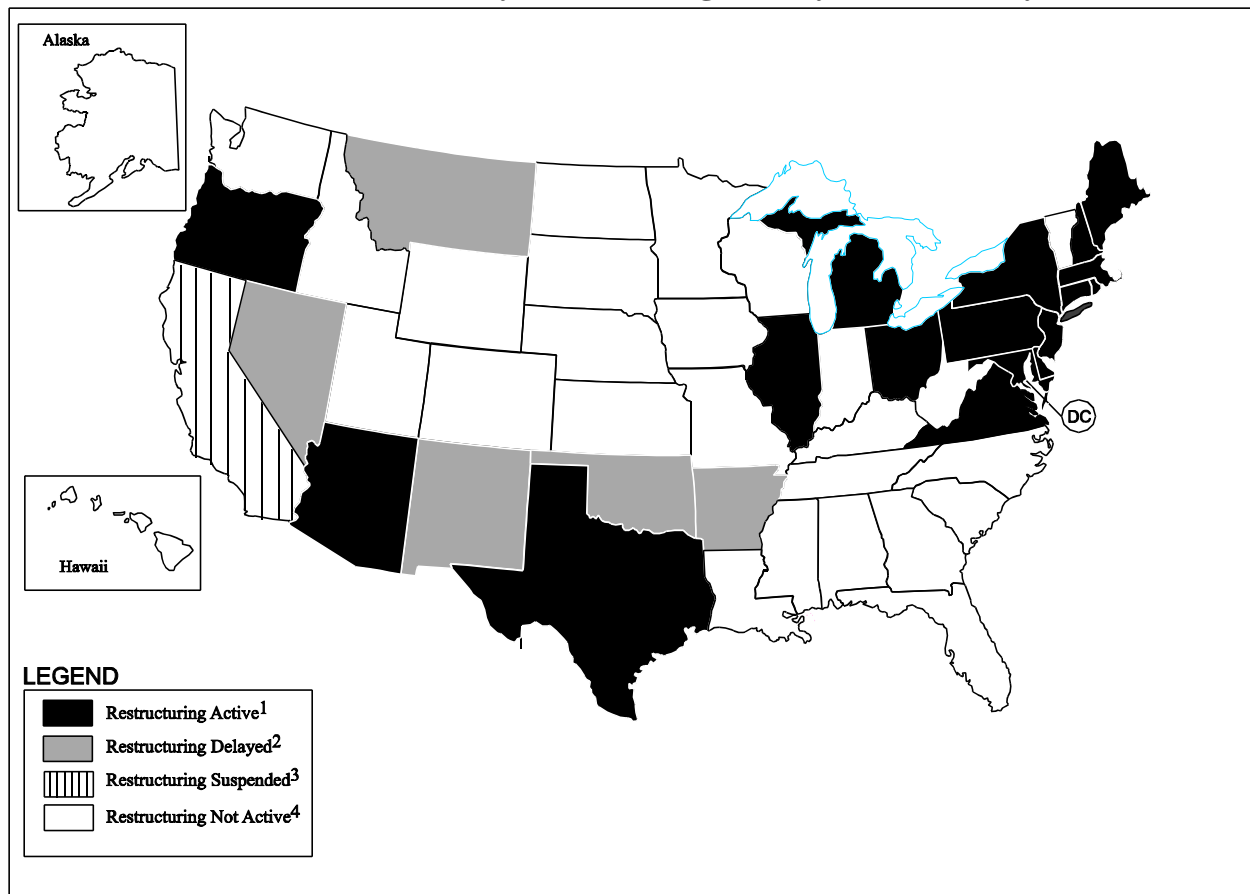 Alaska
DC
Hawaii
LEGEND
Restructuring Active1
Restructuring Delayed2
Restructuring Suspended3
Restructuring Not Active4